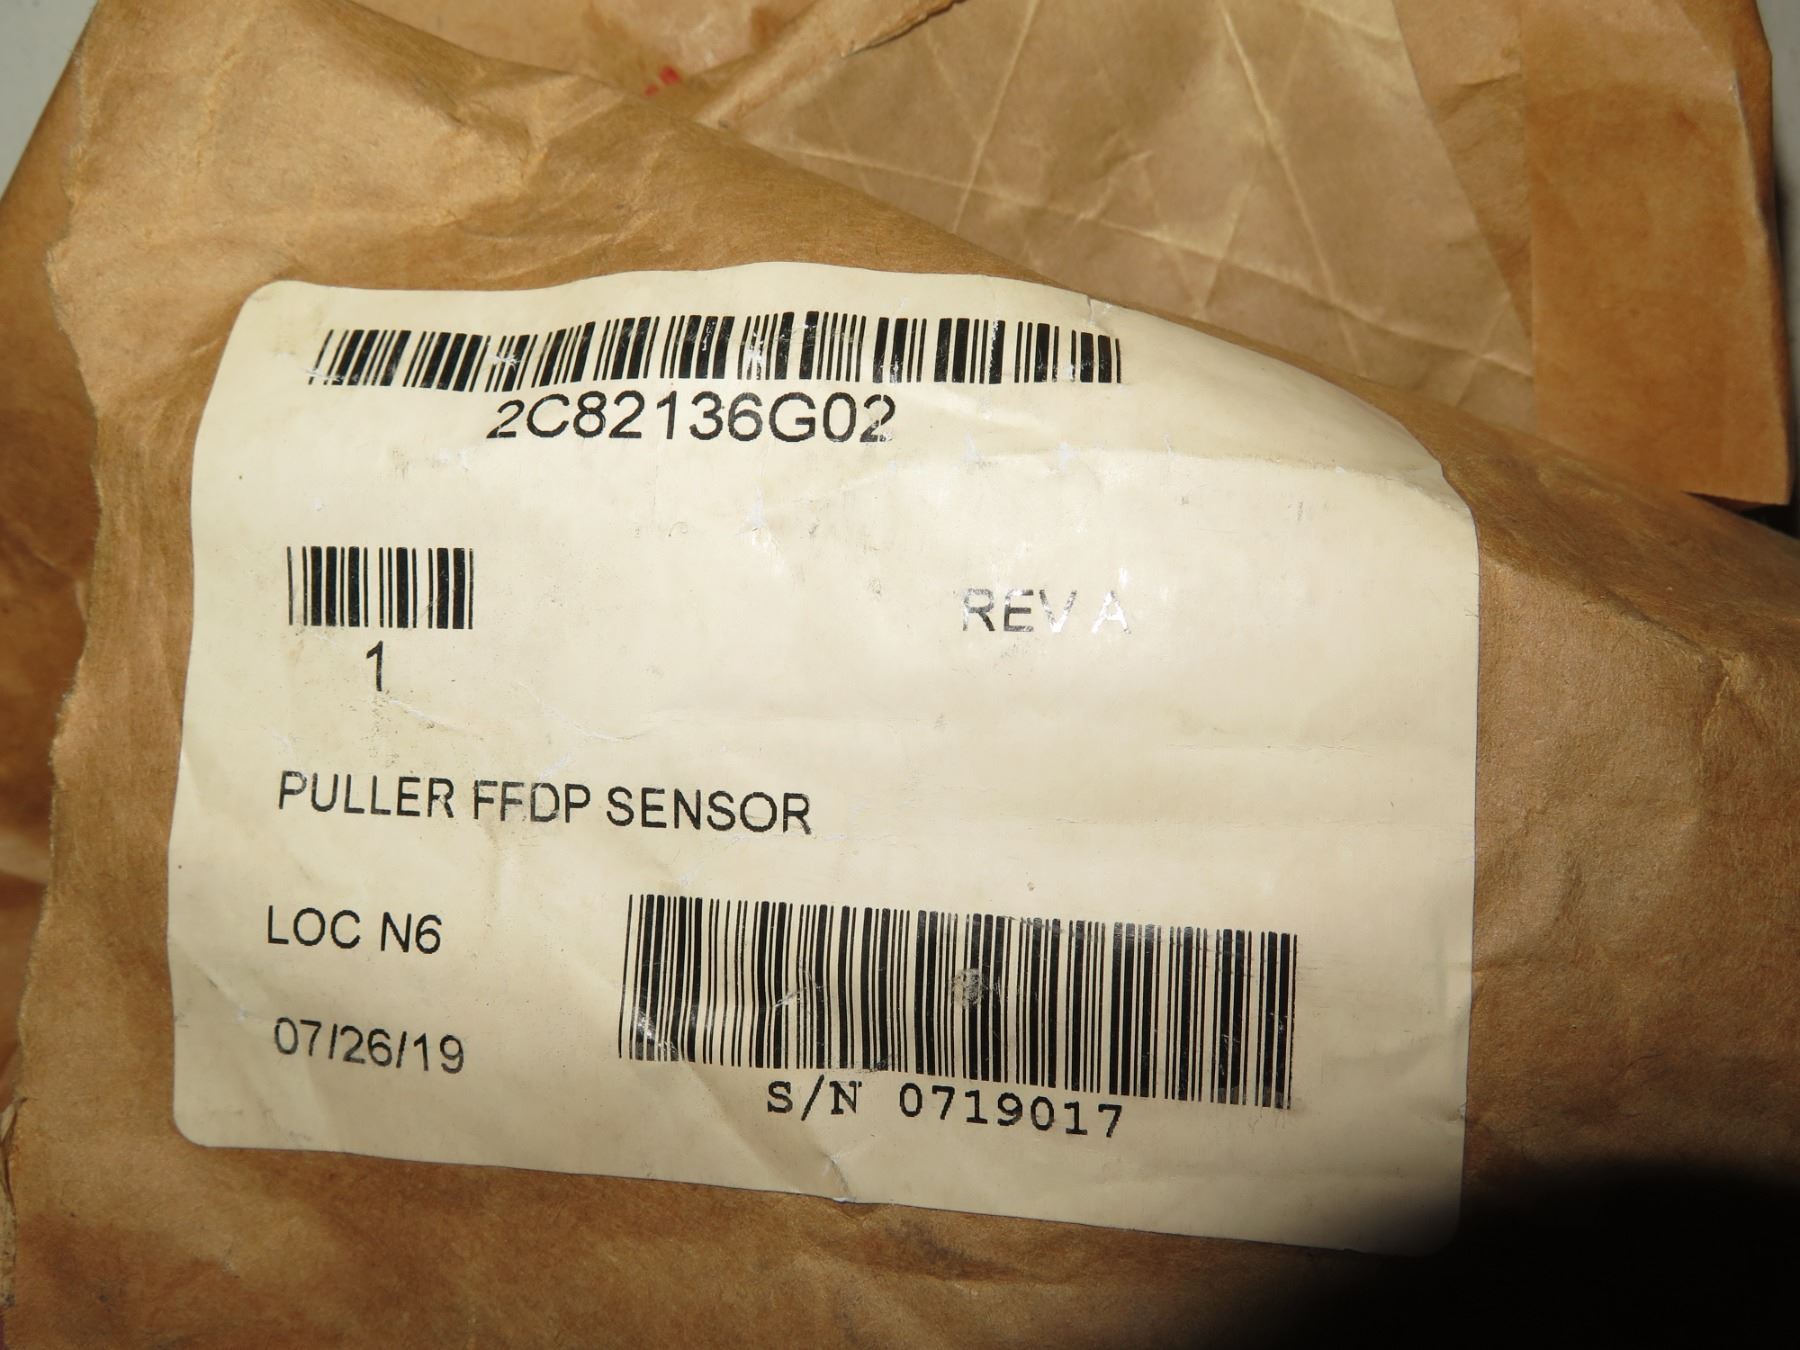 2C82136G02
1
REV A
PULLER FFDP SENSOR
LOC N6
07/26/19
S/N 0719017